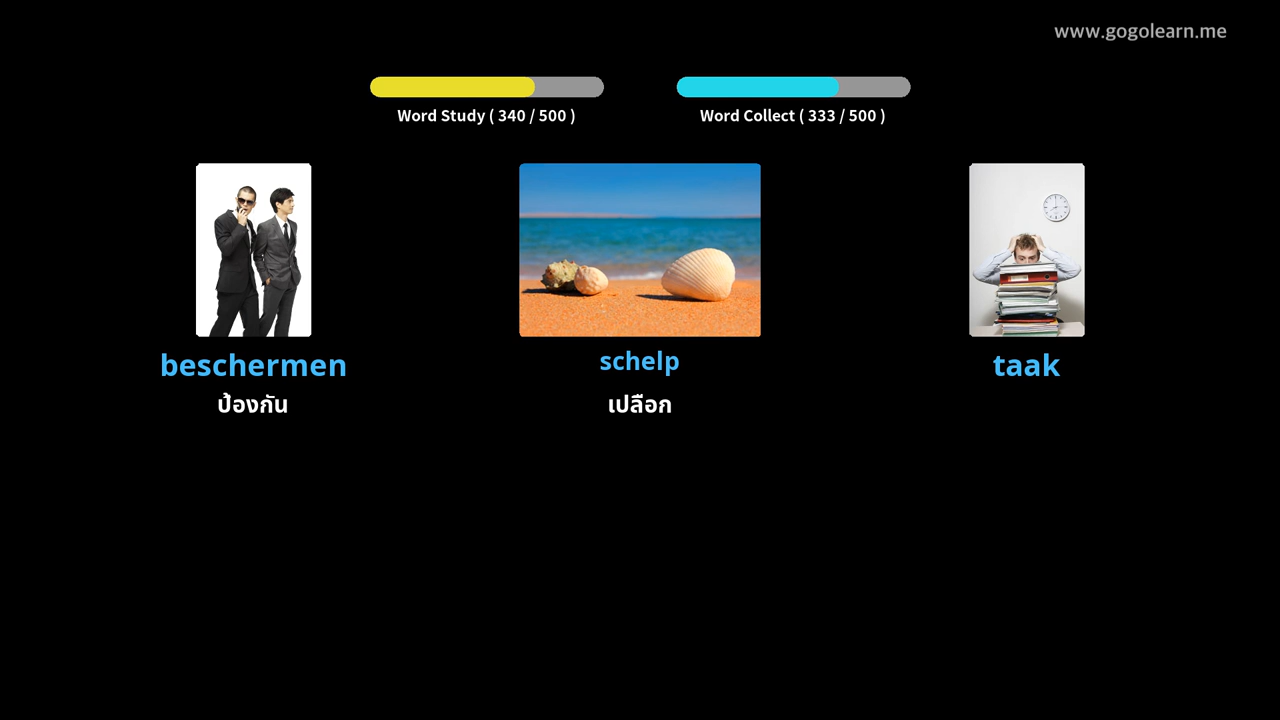 www.gogolearn.me
Word Study ( 340 / 500 )
Word Collect ( 333 / 500 )
beschermen
ป้องกัน
schelp
เปลือก
taak